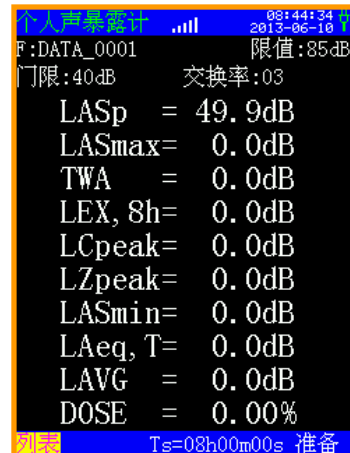 个人声暴露计 08:44:34
2013-06-10
F:DATA_0001 限值:85dB
门限:40dB 交换率:03
LASp = 49.9dB
LASmax= 0.0dB
TWA = 0.0dB
LEX,8h= 0.0dB
LCpeak= 0.0dB
LZpeak= 0.0dB
LASmin= 0.0dB
LAeq,T= 0.0dB
LAVG = 0.0dB
DOSE = 0.00%
列表 Ts=08h00m00s 准备